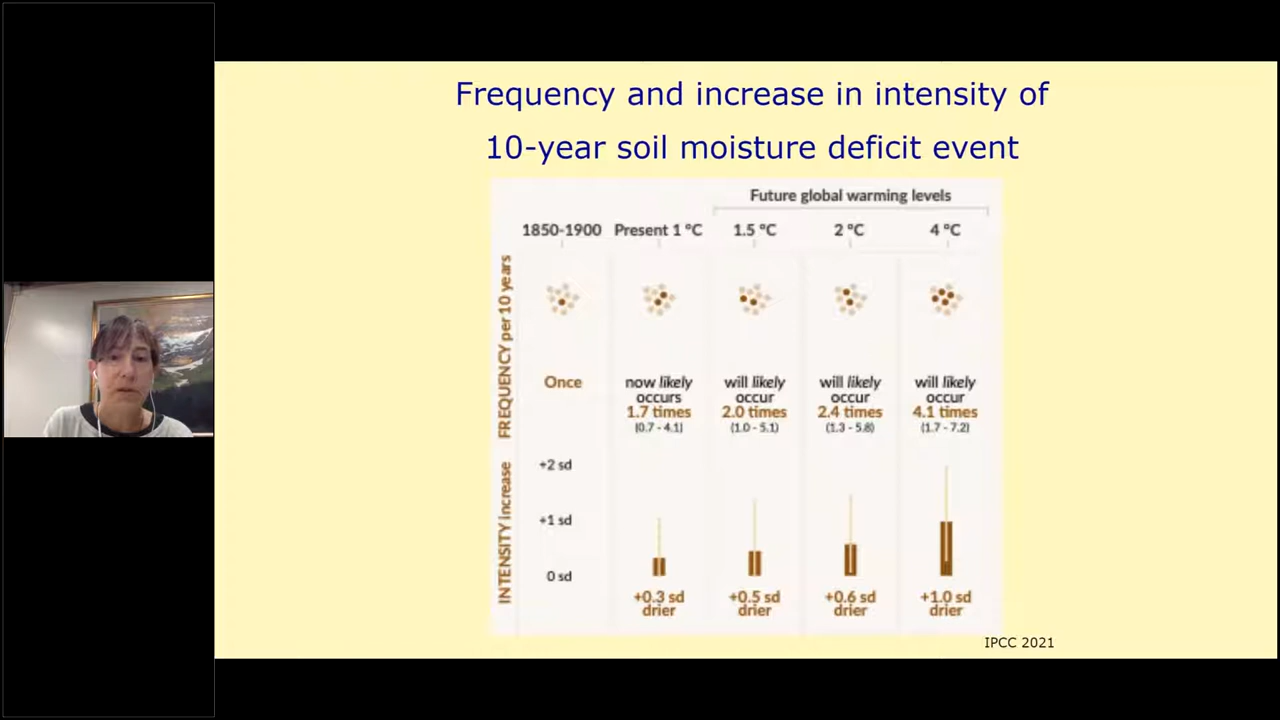 Frequency and increase in intensity of
10-year soil moisture deficit event
Future global warming levels
1850-1900 Present 1 °C 1.5 °C 2 °C 4 °C
FREQUENCY per 10 years
Once
now likely occurs 1.7 times (0.7 - 4.1)
will likely occur 2.0 times (1.0 - 5.1)
will likely occur 2.4 times (1.3 - 5.8)
will likely occur 4.1 times (1.7 - 7.2)
INTENSITY increase
+2 sd
+1 sd
0 sd
+0.3 sd drier
+0.5 sd drier
+0.6 sd drier
+1.0 sd drier
IPCC 2021